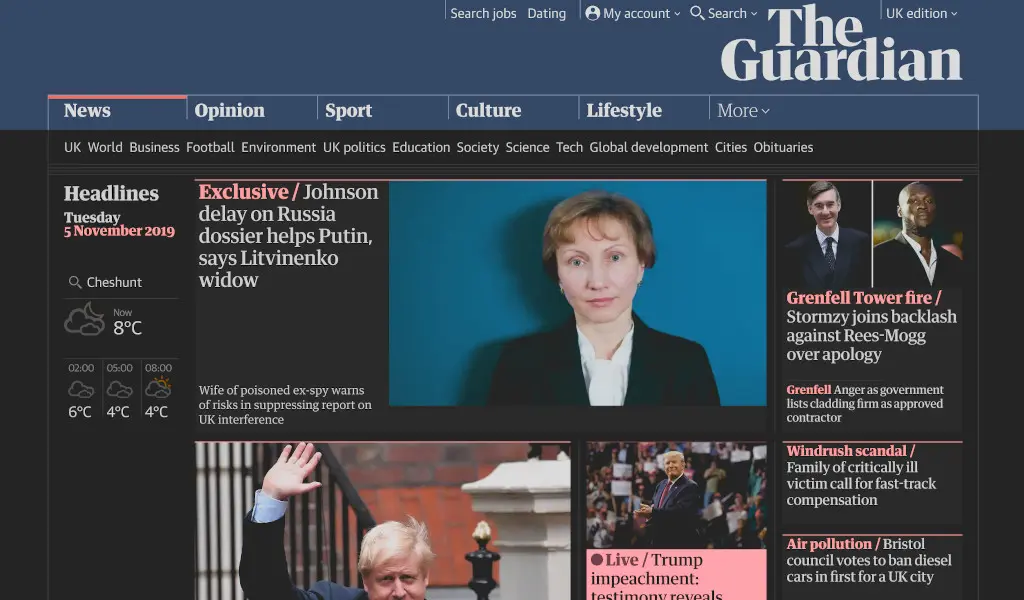 Search jobs Dating My account Search UK edition
The
Guardian
News Opinion Sport Culture Lifestyle More
UK World Business Football Environment UK politics Education Society Science Tech Global development Cities Obituaries
Headlines
Tuesday
5 November 2019
Cheshunt
Now
8°C
02:00 05:00 08:00
6°C 4°C 4°C
Exclusive / Johnson
delay on Russia
dossier helps Putin,
says Litvinenko
widow
Wife of poisoned ex-spy warns
of risks in suppressing report on
UK interference
Grenfell Tower fire /
Stormzy joins backlash
against Rees-Mogg
over apology
Grenfell Anger as government
lists cladding firm as approved
contractor
Live / Trump
impeachment:
testimony reveals
Windrush scandal /
Family of critically ill
victim call for fast-track
compensation
Air pollution / Bristol
council votes to ban diesel
cars in first for a UK city